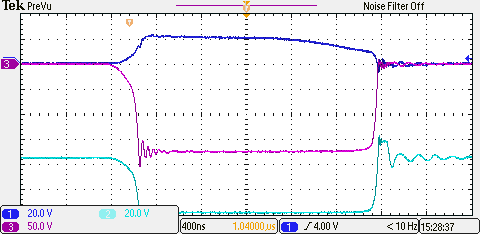 Tek PreVu Noise Filter Off
T
T
3
1 20.0 V 2 20.0 V
3 50.0 V
400ns 1.04000 us 1 4.00 V < 10 Hz 15:28:37